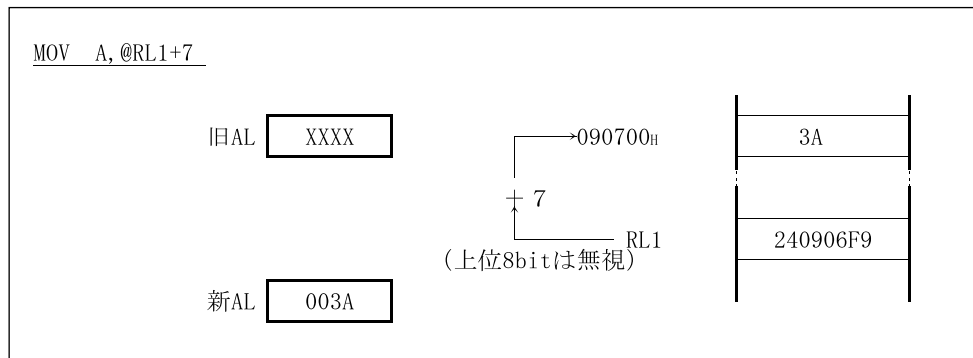 MOV A,@RL1+7
旧AL XXXX 090700H 3A
+ 7
RL1 240906F9
(上位8bitは無視)
新AL 003A